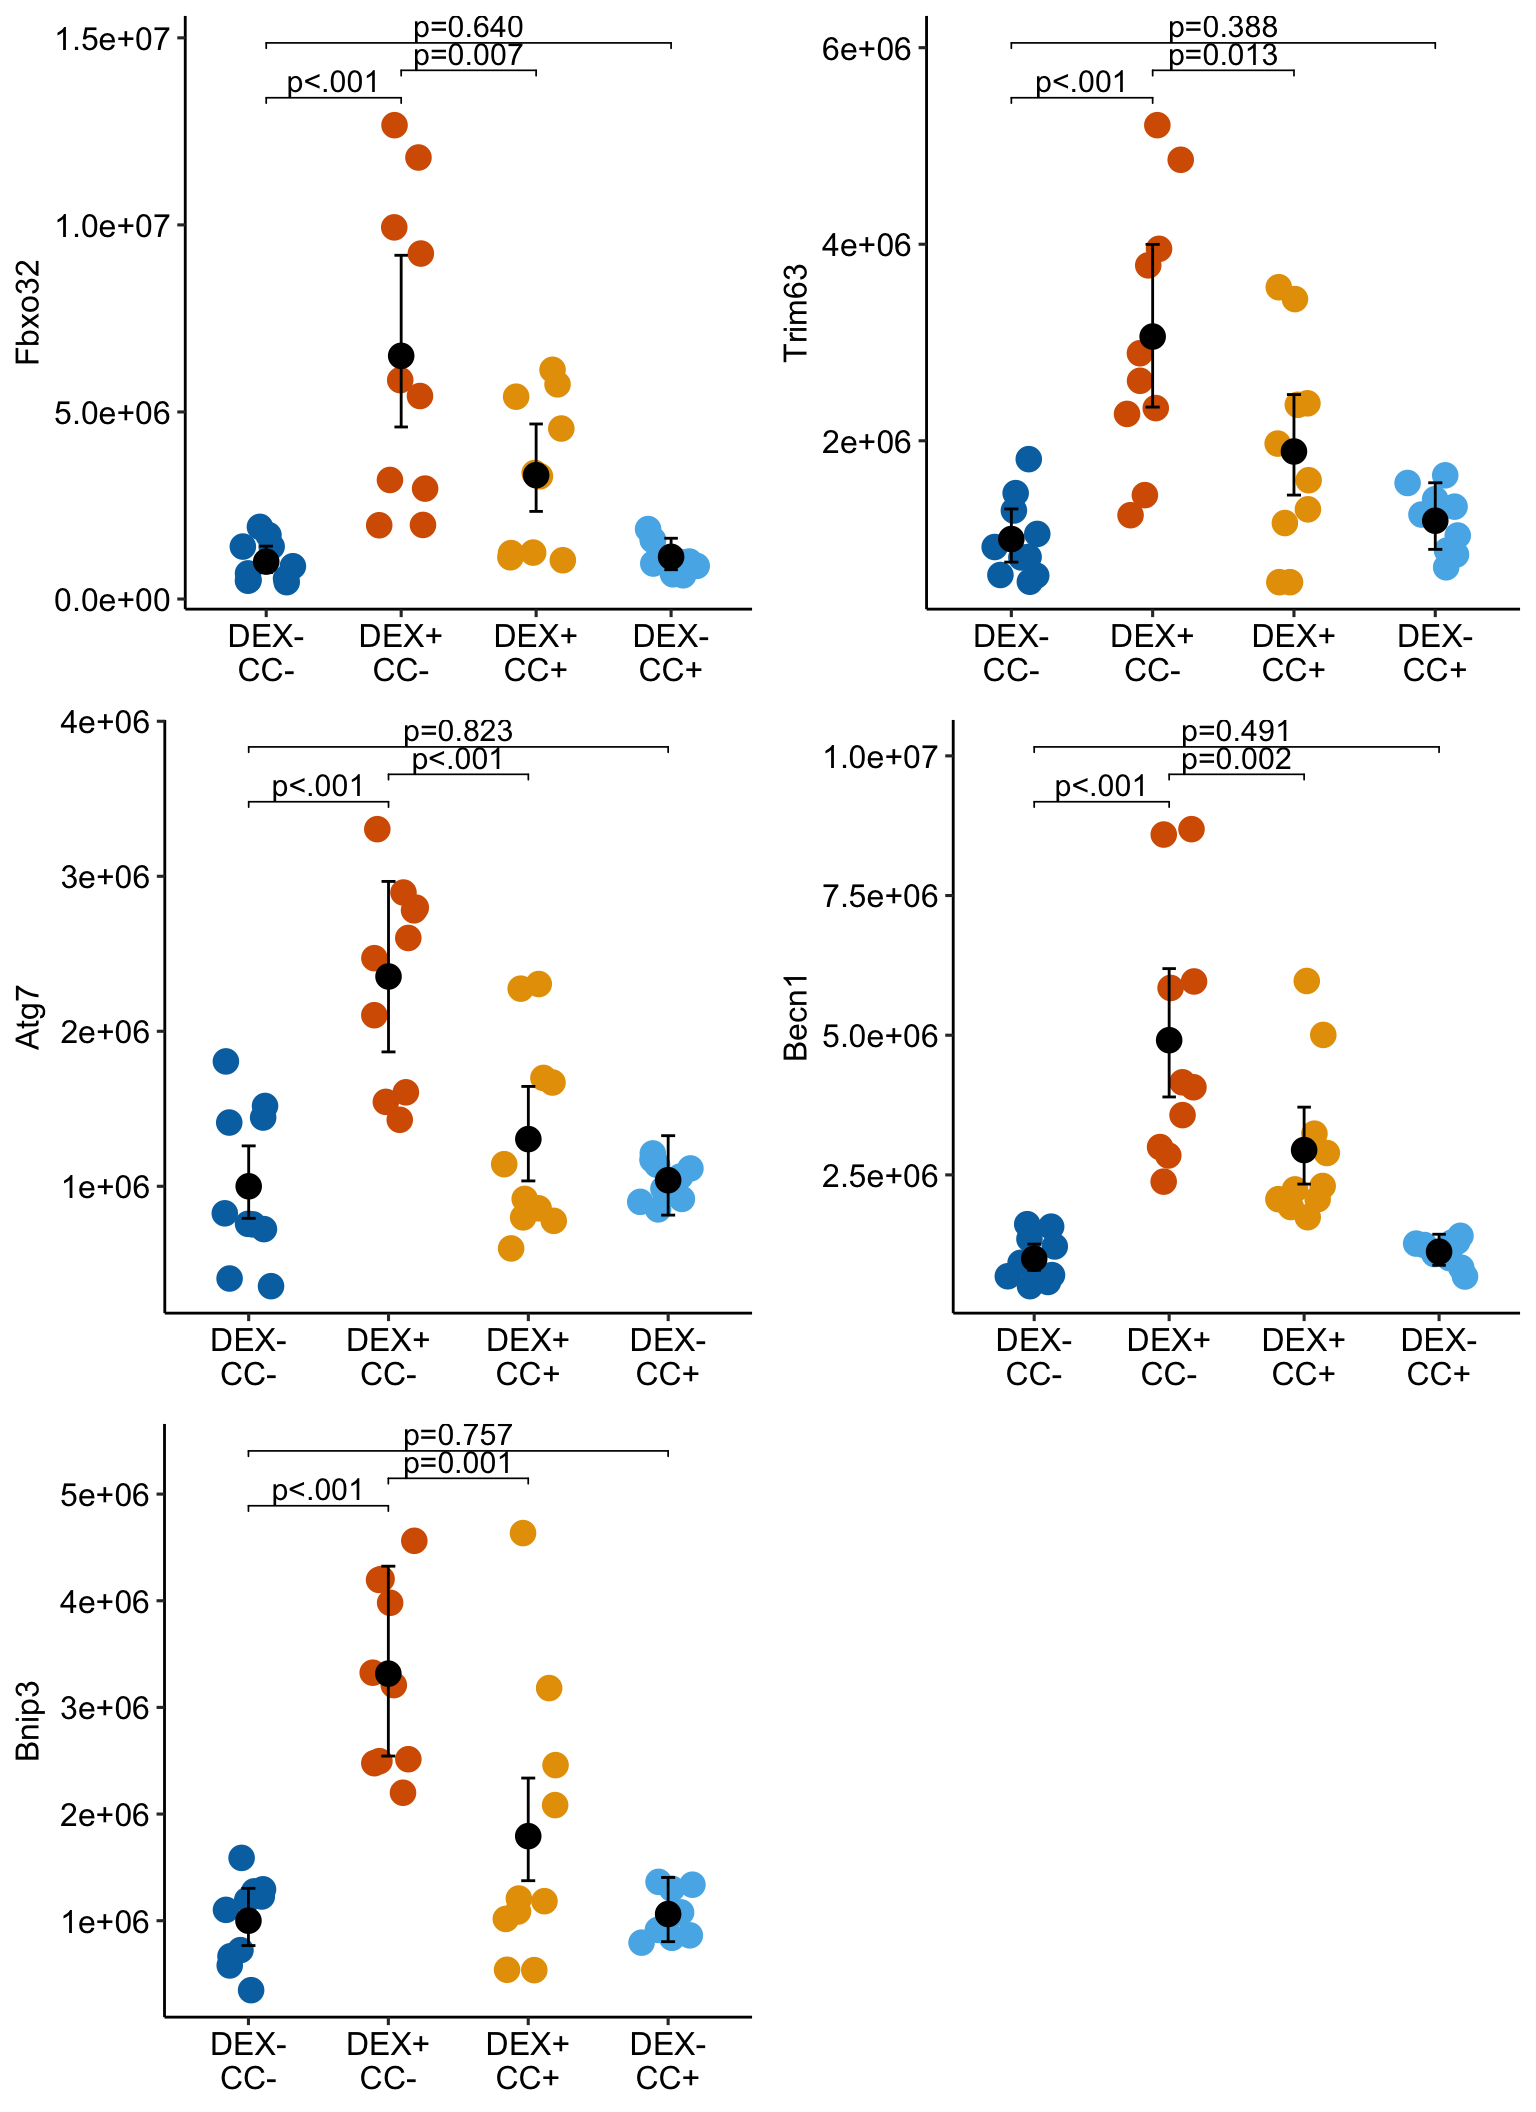 p=0.640
p=0.007
p<.001
Fbxo32
1.5e+07
1.0e+07
5.0e+06
0.0e+00
DEX- DEX+ DEX+ DEX-
CC- CC- CC+ CC+
p=0.388
p=0.013
p<.001
Trim63
6e+06
4e+06
2e+06
DEX- DEX+ DEX+ DEX-
CC- CC- CC+ CC+
p=0.823
p<.001
p<.001
Atg7
4e+06
3e+06
2e+06
1e+06
DEX- DEX+ DEX+ DEX-
CC- CC- CC+ CC+
p=0.491
p=0.002
p<.001
Becn1
1.0e+07
7.5e+06
5.0e+06
2.5e+06
DEX- DEX+ DEX+ DEX-
CC- CC- CC+ CC+
p=0.757
p=0.001
p<.001
Bnip3
5e+06
4e+06
3e+06
2e+06
1e+06
DEX- DEX+ DEX+ DEX-
CC- CC- CC+ CC+